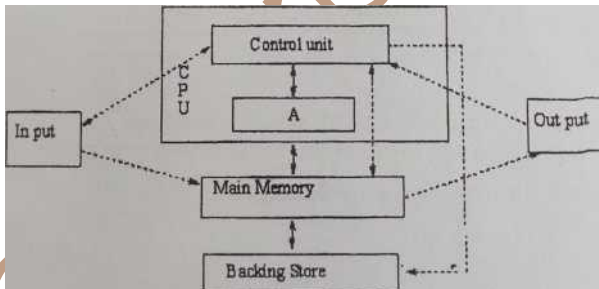 Control unit
C
P
U
A
In put
Out put
Main Memory
Backing Store